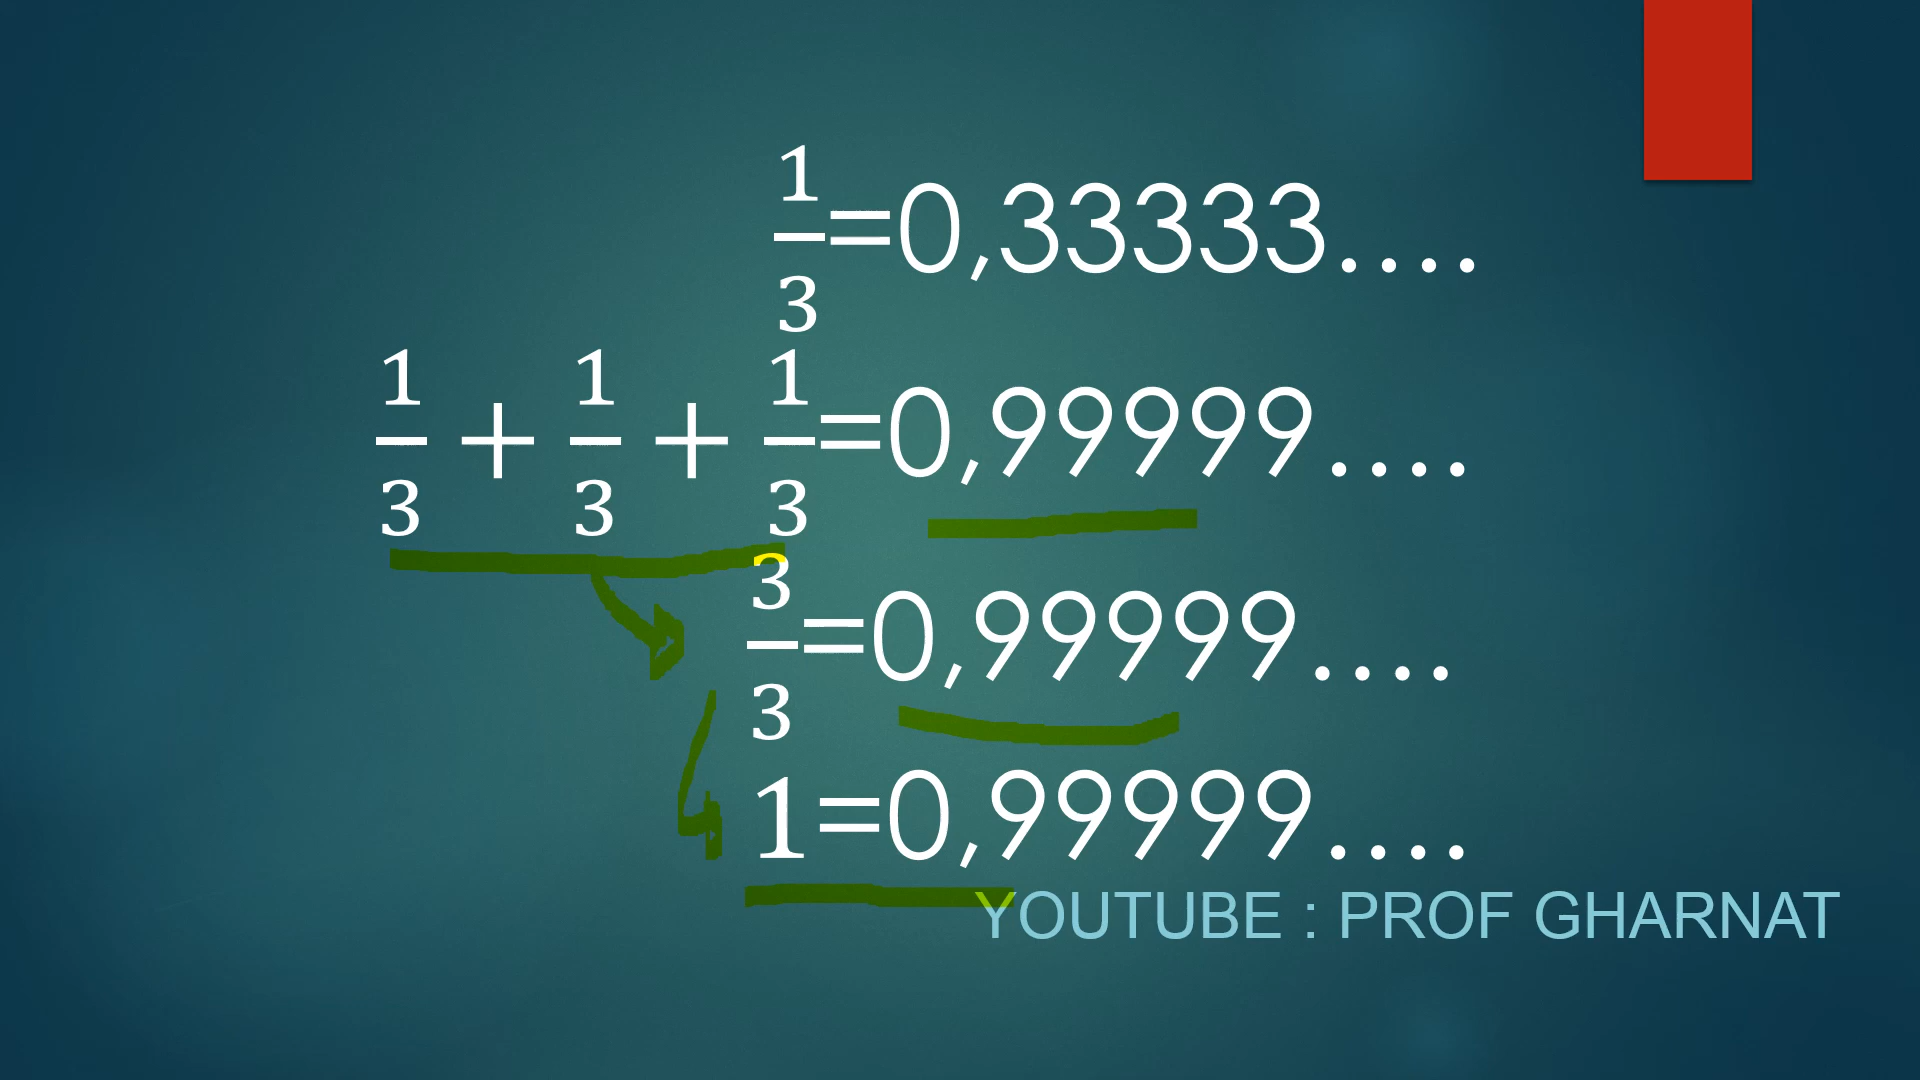 1/3=0,33333....
1/3 + 1/3 + 1/3=0,99999....
3/3=0,99999....
1=0,99999....
YOUTUBE : PROF GHARNAT